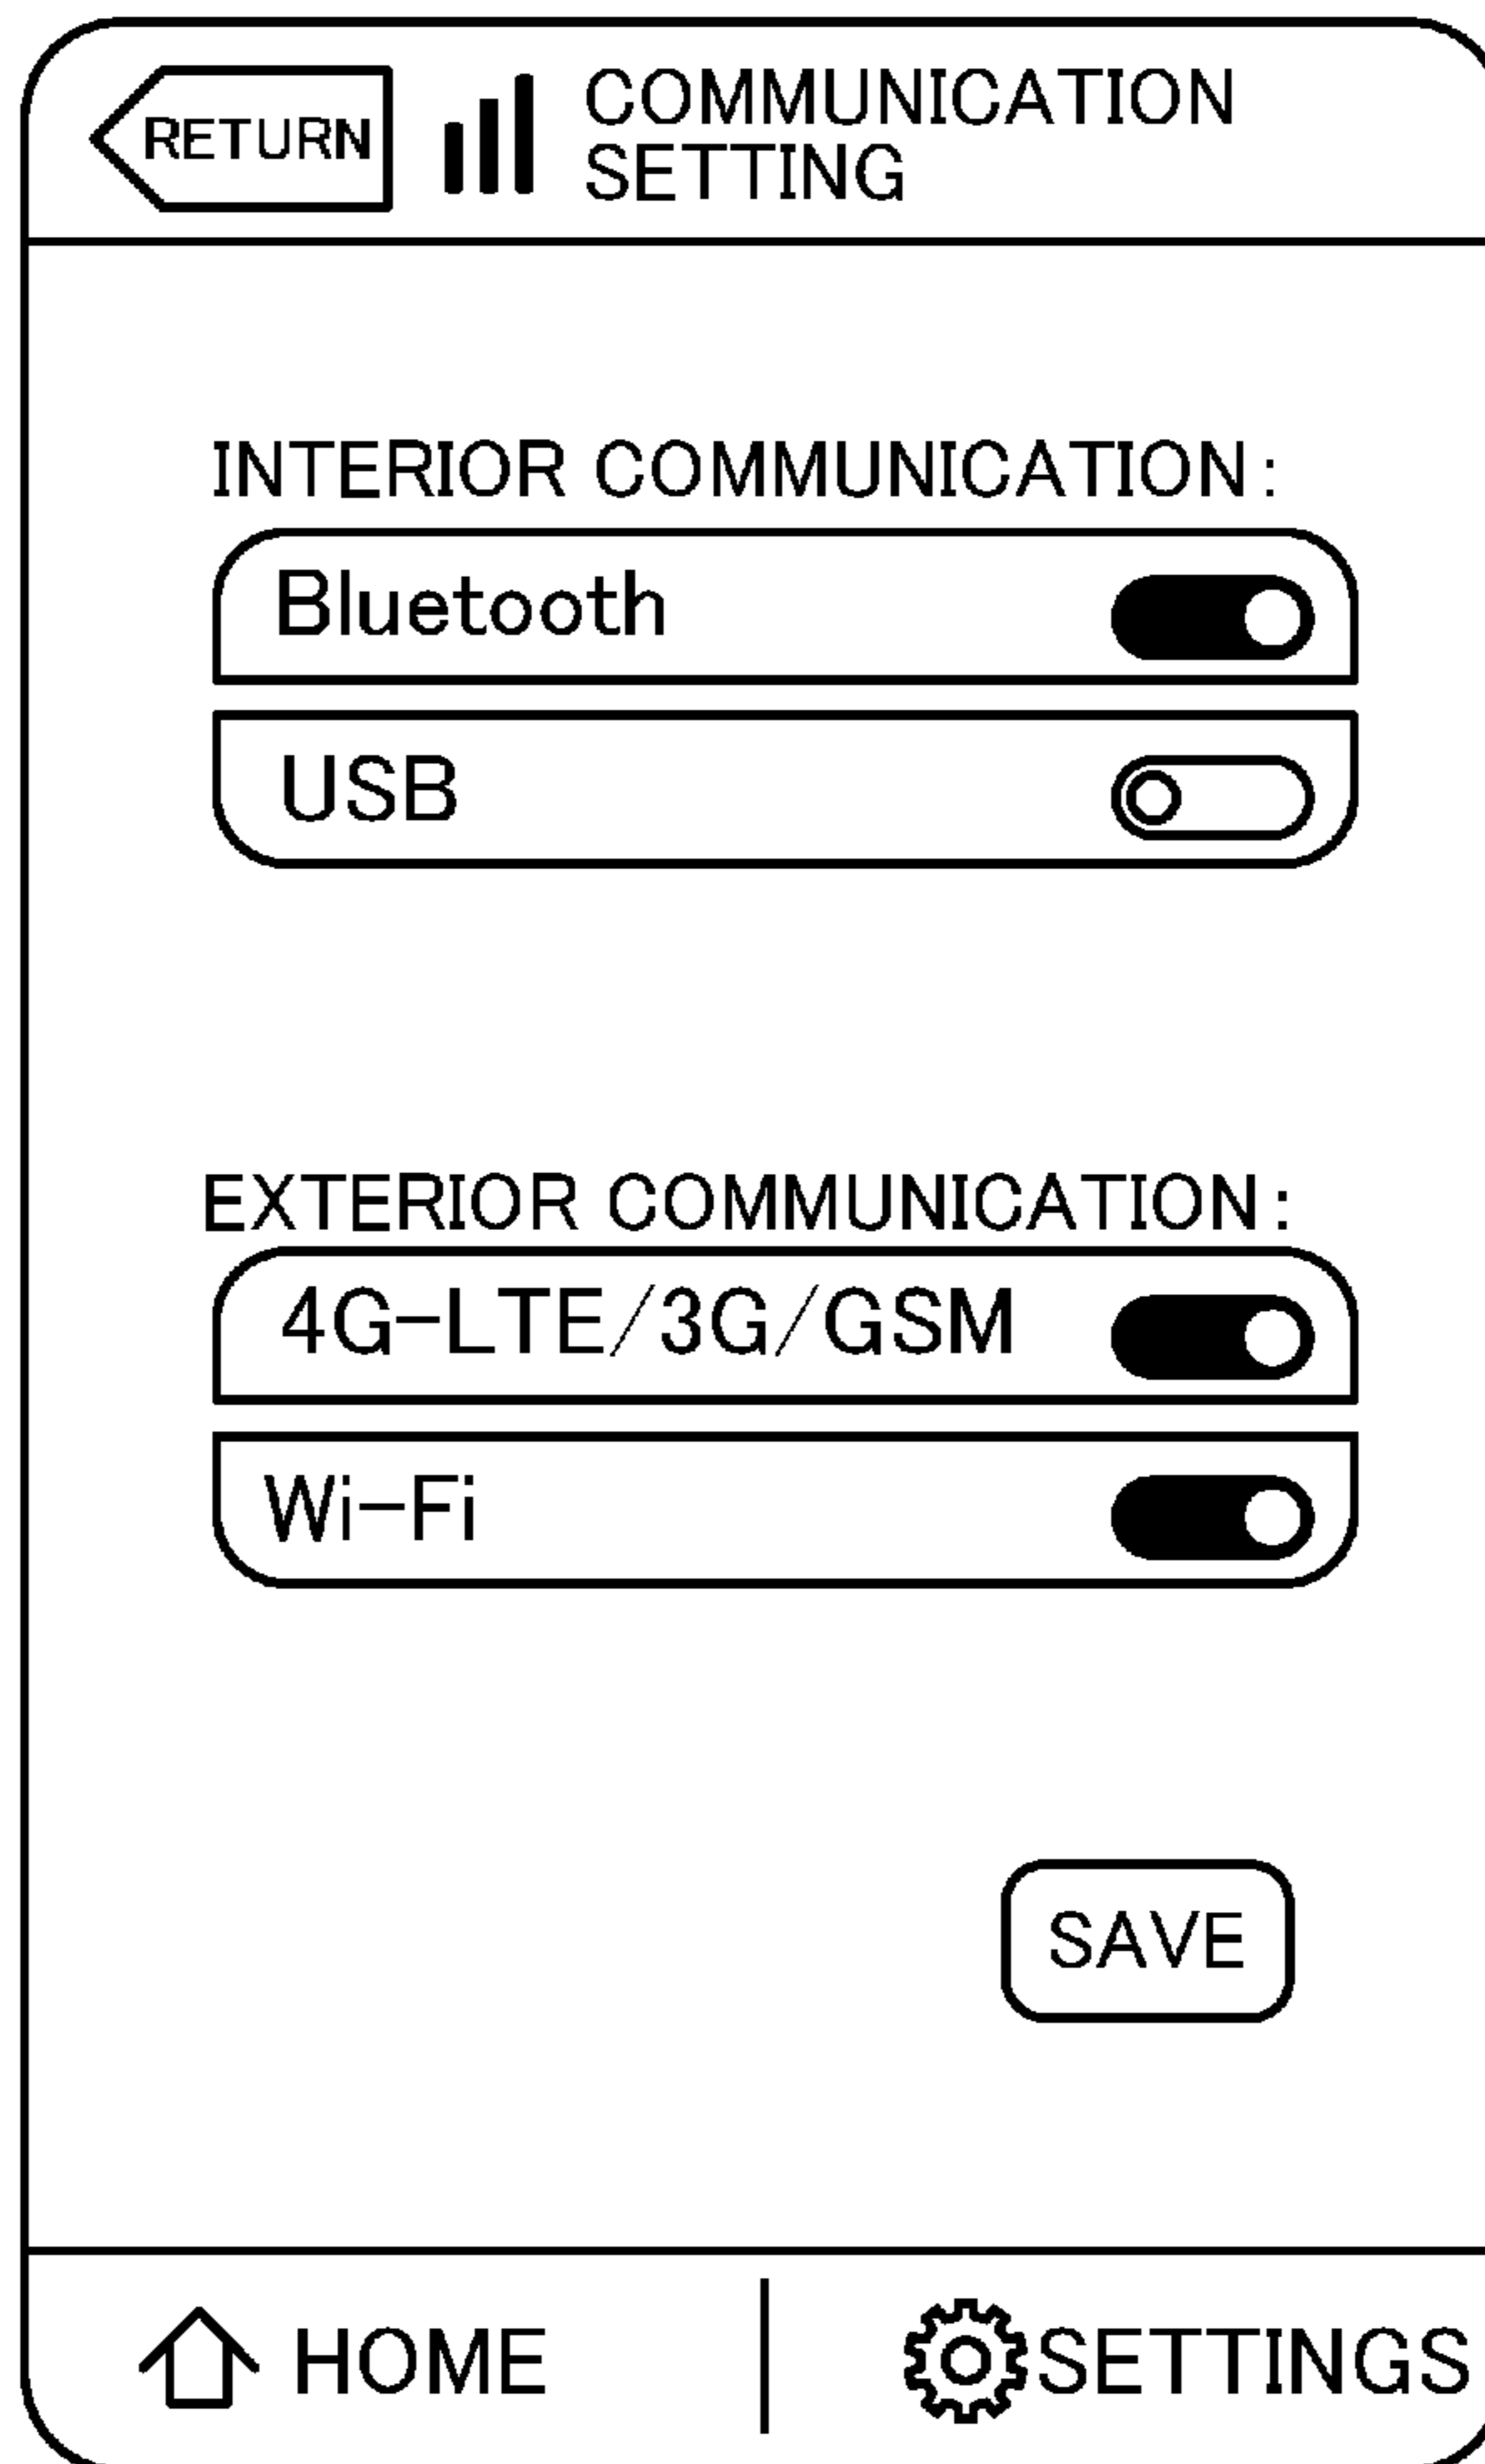 RETURN
COMMUNICATION
SETTING
INTERIOR COMMUNICATION:
Bluetooth
USB
EXTERIOR COMMUNICATION:
4G-LTE/3G/GSM
Wi-Fi
SAVE
HOME
SETTINGS